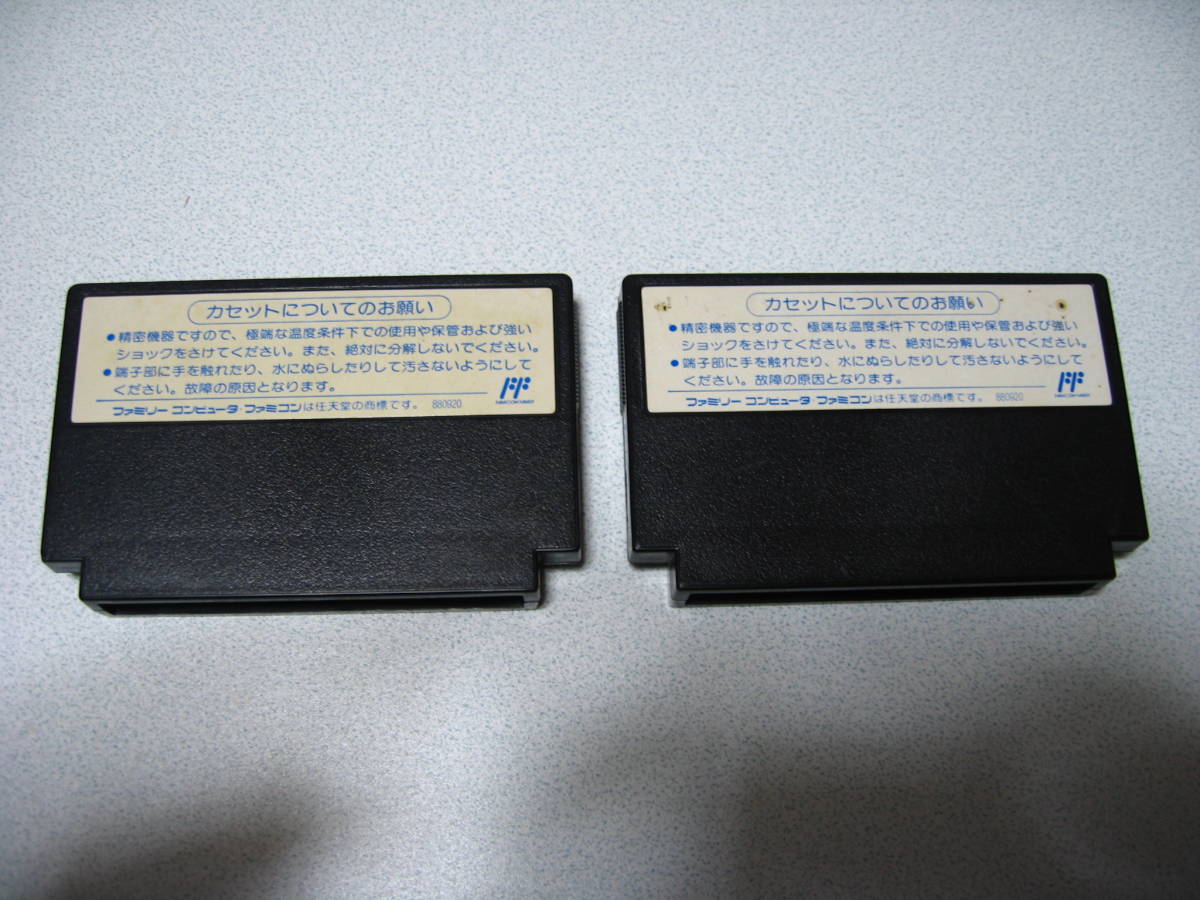 カセットについてのお願い
●精密機器ですので、極端な温度条件下での使用や保管および強い
ショックをさけてください。また、絶対に分解しないでください。
●端子部に手を触れたり、水にぬらしたりして汚さないようにして
ください。故障の原因となります。
ファミリー コンピュータ・ファミコンは任天堂の商標です。 880920
FF
カセットについてのお願い
●精密機器ですので、極端な温度条件下での使用や保管および強い
ショックをさけてください。また、絶対に分解しないでください。
●端子部に手を触れたり、水にぬらしたりして汚さないようにして
ください。故障の原因となります。
ファミリー コンピュータ・ファミコンは任天堂の商標です。 880920
FF